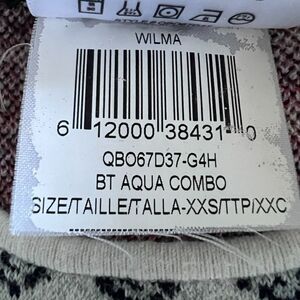 WILMA
6 12000 38431 0
QBO67D37-G4H
BT AQUA COMBO
SIZE/TAILLE/TALLA-XXS/TTP/XXC